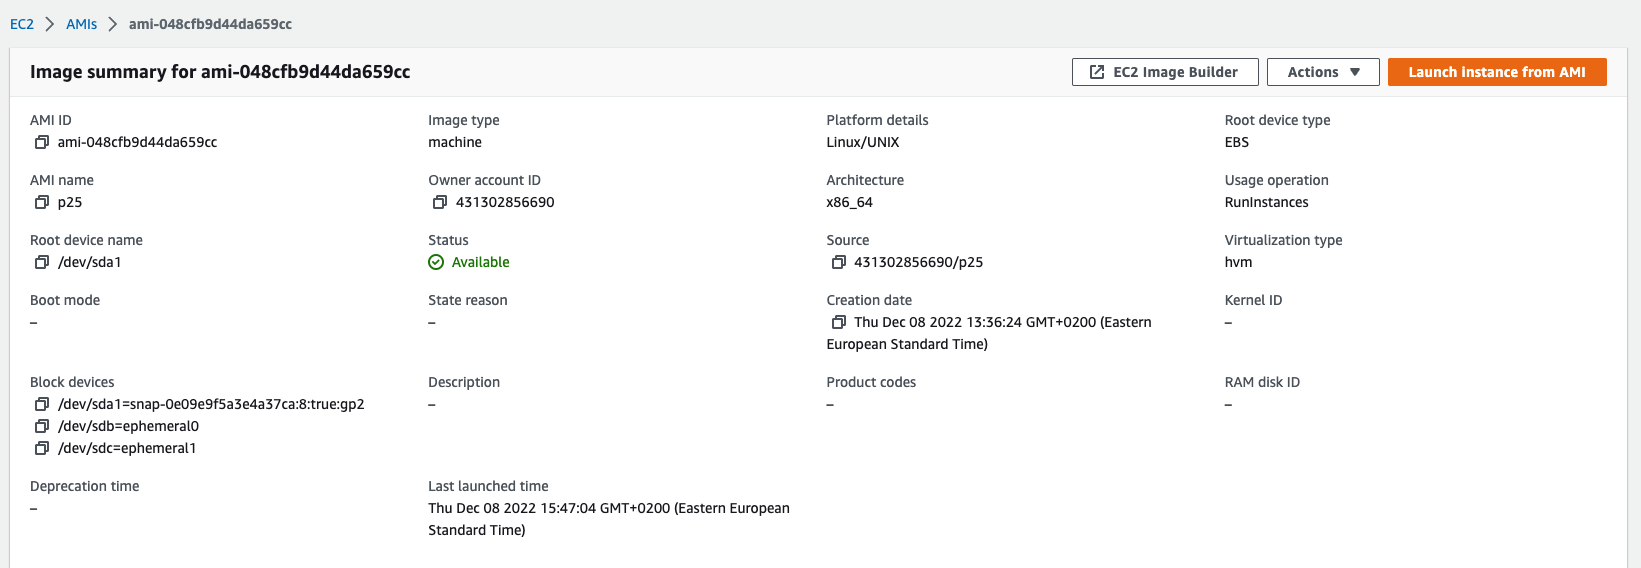 EC2 > AMIs > ami-048cfb9d44da659cc
Image summary for ami-048cfb9d44da659cc
EC2 Image Builder
Actions
Launch instance from AMI
AMI ID
ami-048cfb9d44da659cc
Image type
machine
Platform details
Linux/UNIX
Root device type
EBS
AMI name
p25
Owner account ID
431302856690
Architecture
x86_64
Usage operation
RunInstances
Root device name
/dev/sda1
Status
Available
Source
431302856690/p25
Virtualization type
hvm
Boot mode
–
State reason
–
Creation date
Thu Dec 08 2022 13:36:24 GMT+0200 (Eastern
European Standard Time)
Kernel ID
–
Block devices
/dev/sda1=snap-0e09e9f5a3e4a37ca:8:true:gp2
/dev/sdb=ephemeral0
/dev/sdc=ephemeral1
Description
–
Product codes
–
RAM disk ID
–
Deprecation time
–
Last launched time
Thu Dec 08 2022 15:47:04 GMT+0200 (Eastern European
Standard Time)